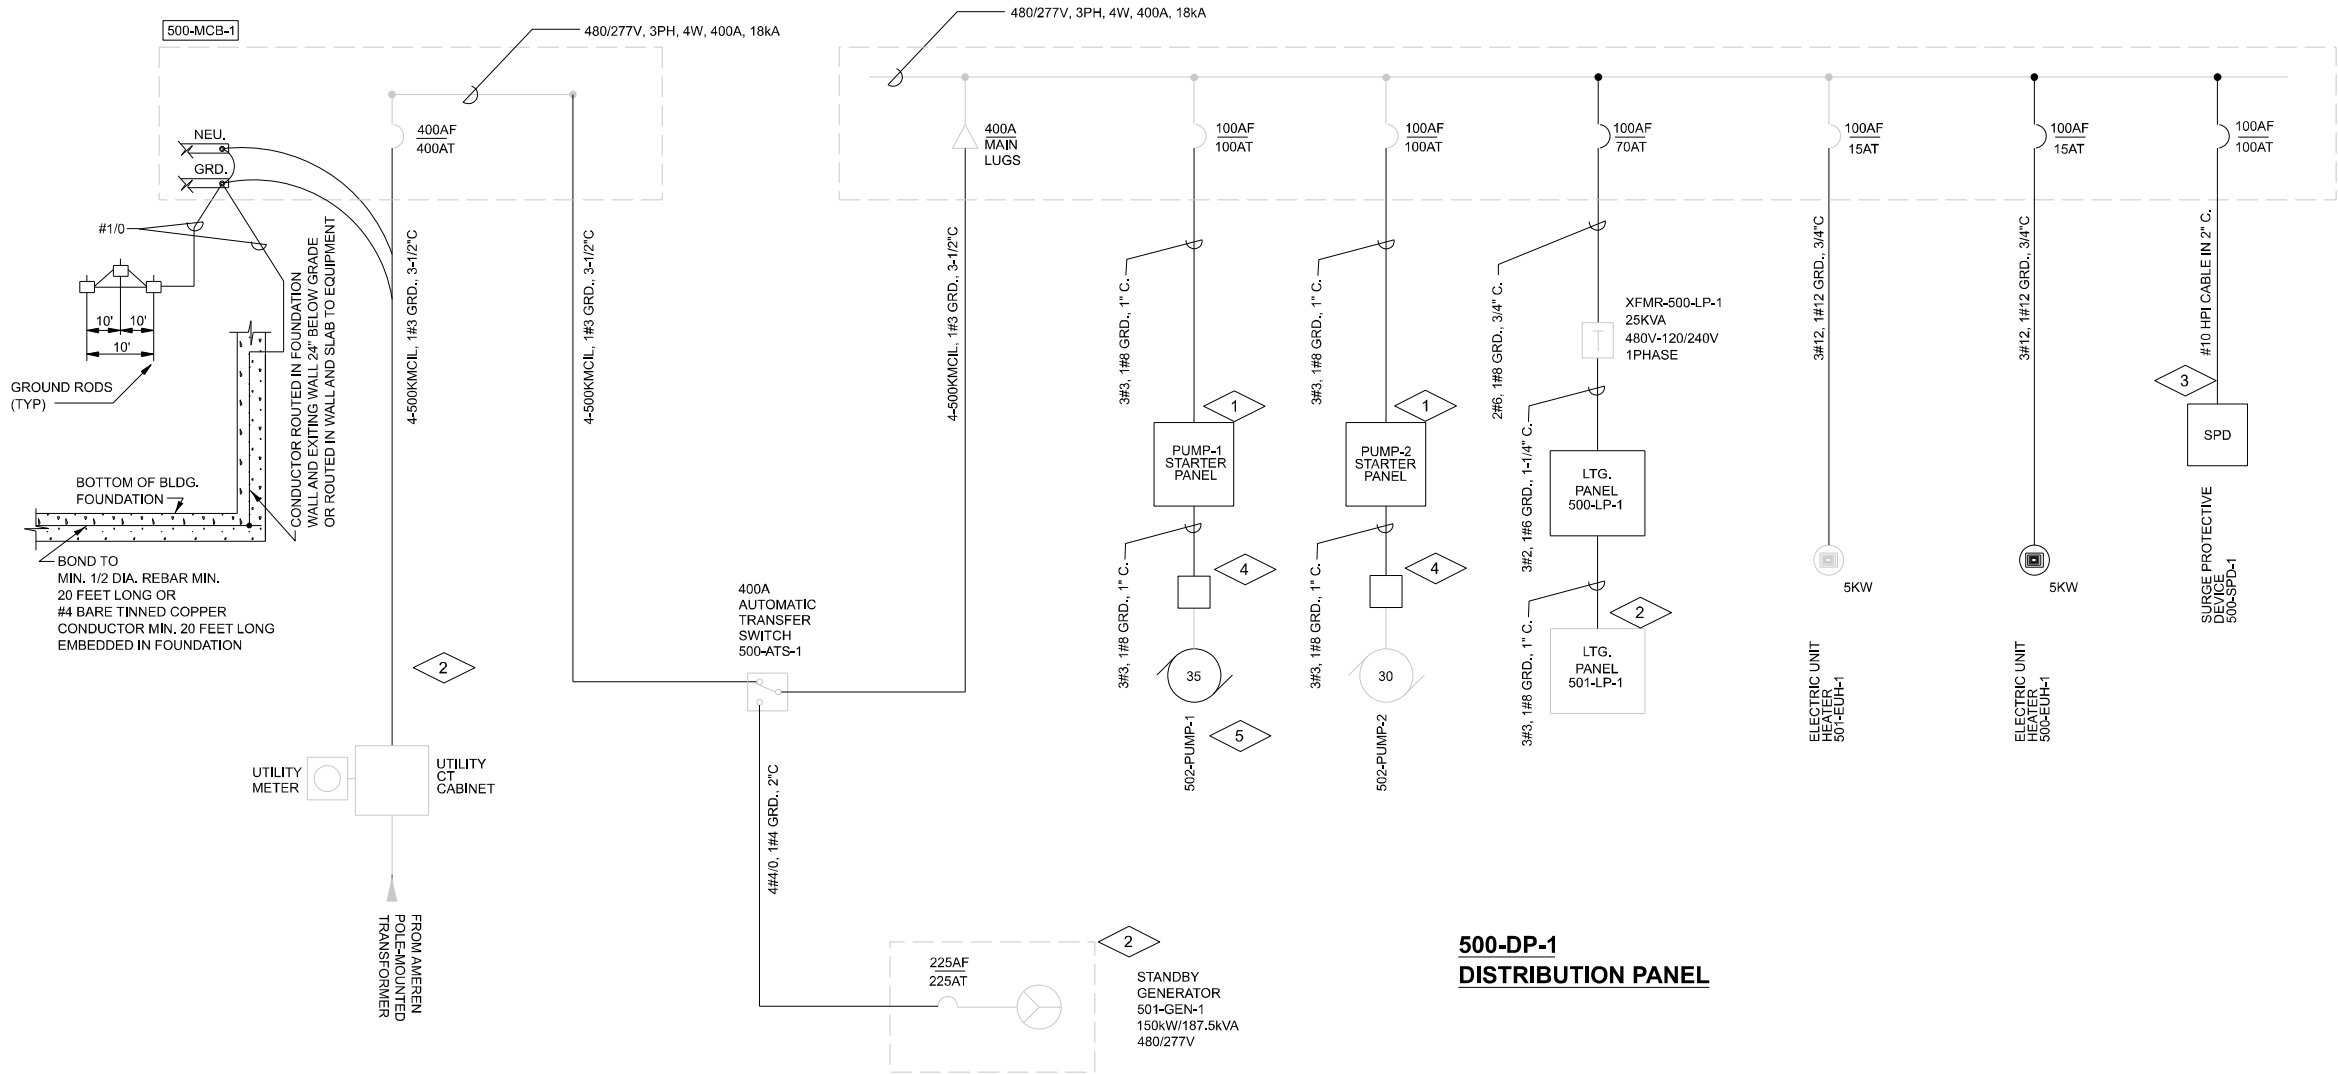 500-MCB-1
480/277V, 3PH, 4W, 400A, 18kA
480/277V, 3PH, 4W, 400A, 18kA
NEU.
GRD.
400AF
400AT
400A
MAIN
LUGS
100AF
100AT
100AF
100AT
100AF
70AT
100AF
15AT
100AF
15AT
100AF
100AT
#1/0
10'
10'
10'
GROUND RODS
(TYP)
BOTTOM OF BLDG.
FOUNDATION
BOND TO
MIN. 1/2 DIA. REBAR MIN.
20 FEET LONG OR
#4 BARE TINNED COPPER
CONDUCTOR MIN. 20 FEET LONG
EMBEDDED IN FOUNDATION
CONDUCTOR ROUTED IN FOUNDATION
WALL AND EXITING WALL 24" BELOW GRADE
OR ROUTED IN WALL AND SLAB TO EQUIPMENT
4-500KMCIL, 1#3 GRD., 3-1/2"C
4-500KMCIL, 1#3 GRD., 3-1/2"C
4-500KMCIL, 1#3 GRD., 3-1/2"C
2
UTILITY
METER
UTILITY
CT
CABINET
FROM AMEREN
POLE-MOUNTED
TRANSFORMER
400A
AUTOMATIC
TRANSFER
SWITCH
500-ATS-1
4#4/0, 1#4 GRD., 2"C
225AF
225AT
2
STANDBY
GENERATOR
501-GEN-1
150kW/187.5kVA
480/277V
3#3, 1#8 GRD., 1" C.
1
PUMP-1
STARTER
PANEL
3#3, 1#8 GRD., 1" C.
4
35
502-PUMP-1
5
3#3, 1#8 GRD., 1" C.
1
PUMP-2
STARTER
PANEL
3#3, 1#8 GRD., 1" C.
4
30
502-PUMP-2
2#6, 1#8 GRD., 3/4" C.
XFMR-500-LP-1
25KVA
480V-120/240V
1PHASE
3#2, 1#6 GRD., 1-1/4" C.
LTG.
PANEL
500-LP-1
3#3, 1#8 GRD., 1" C.
2
LTG.
PANEL
501-LP-1
3#12, 1#12 GRD., 3/4"C
5KW
ELECTRIC UNIT
HEATER
501-EUH-1
3#12, 1#12 GRD., 3/4"C
5KW
ELECTRIC UNIT
HEATER
500-EUH-1
#10 HPI CABLE IN 2" C.
3
SPD
SURGE PROTECTIVE
DEVICE
500-SPD-1
500-DP-1
DISTRIBUTION PANEL